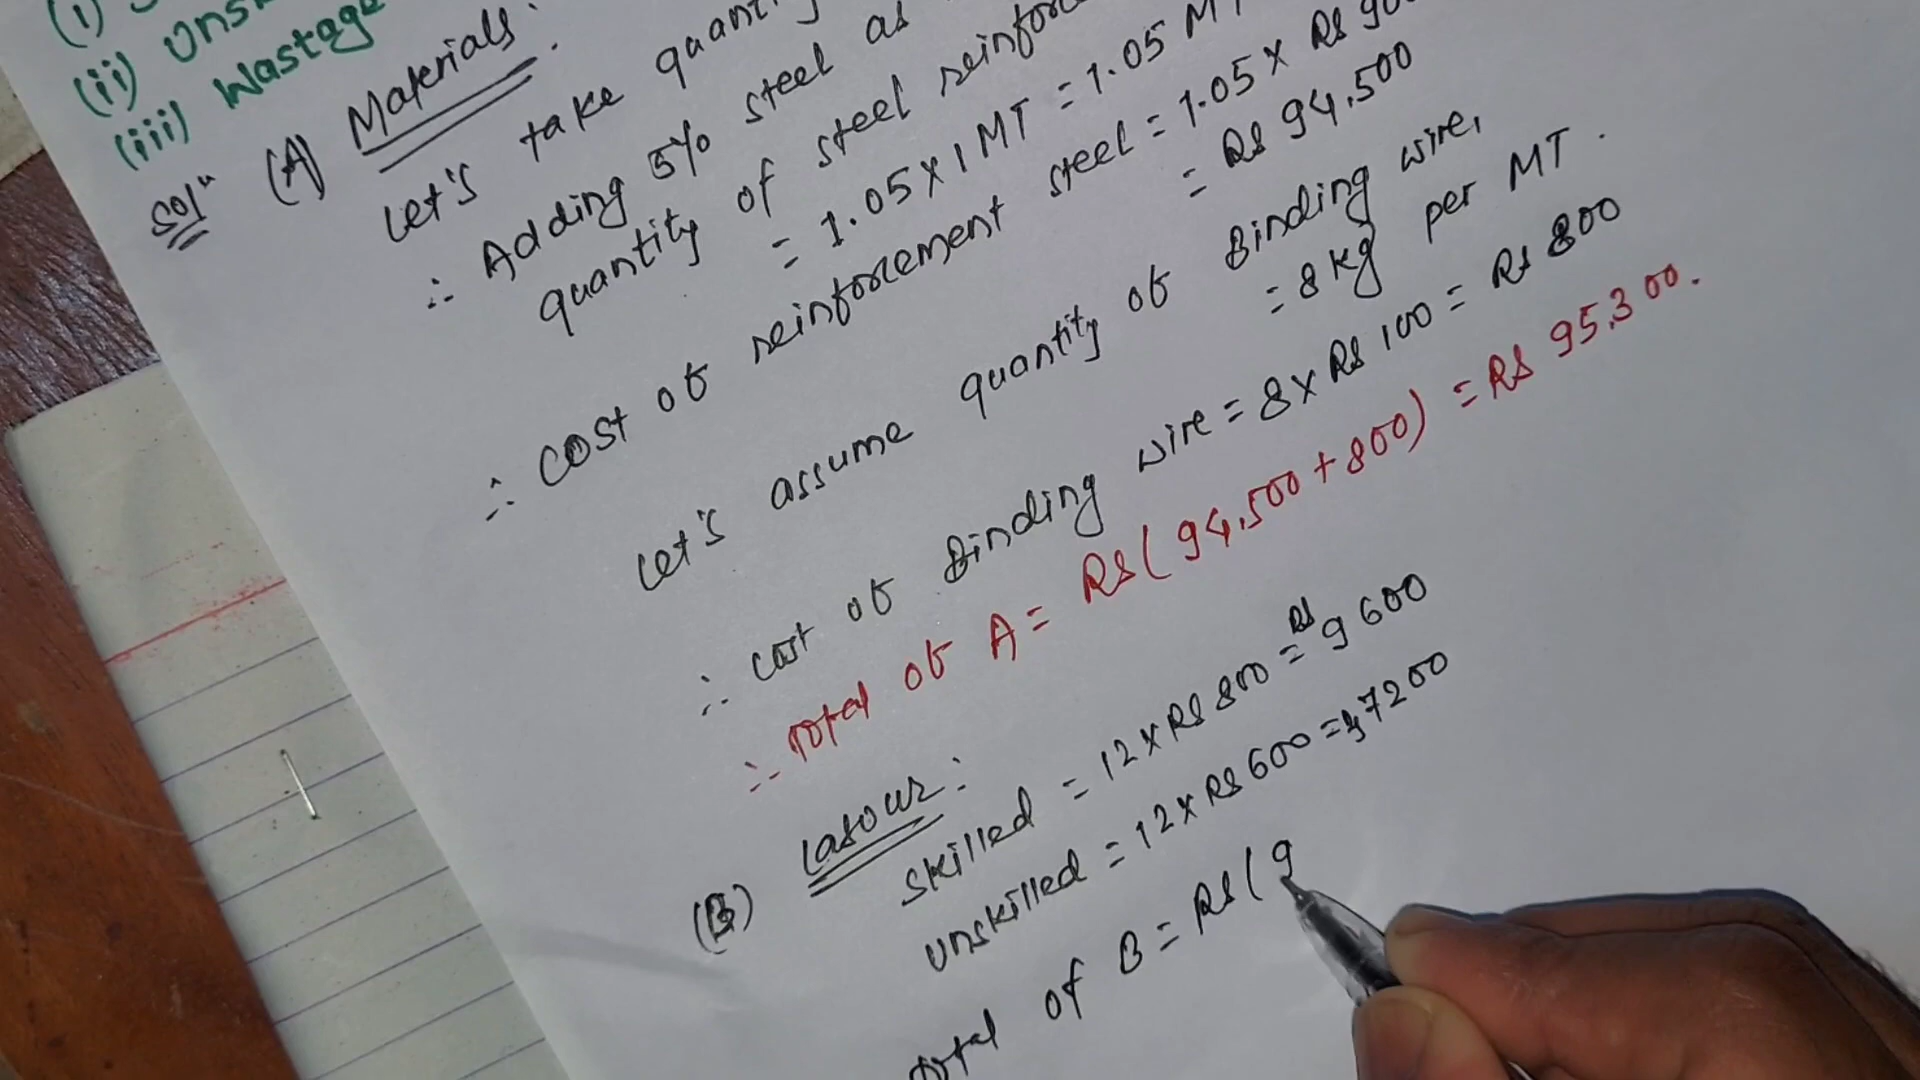 (i)
(ii) Uns
(iii) Wastage
Solⁿ (A) Materials:
Let's take quanti
∴ Adding 5% steel as
quantity of steel reinforc
= 1.05 × 1 MT = 1.05 MT
∴ Cost of reinforcement steel = 1.05 × Rs 90
= Rs 94,500
Let's assume quantity of Binding wire,
= 8 kg per MT.
∴ Cost of Binding wire = 8 × Rs 100 = Rs 800
∴ Total of A = Rs (94,500 + 800) = Rs 95,300.
(B) Labour:
Skilled = 12 × Rs 800 = Rs 9600
Unskilled = 12 × Rs 600 = 7200
Total of B = Rs (9